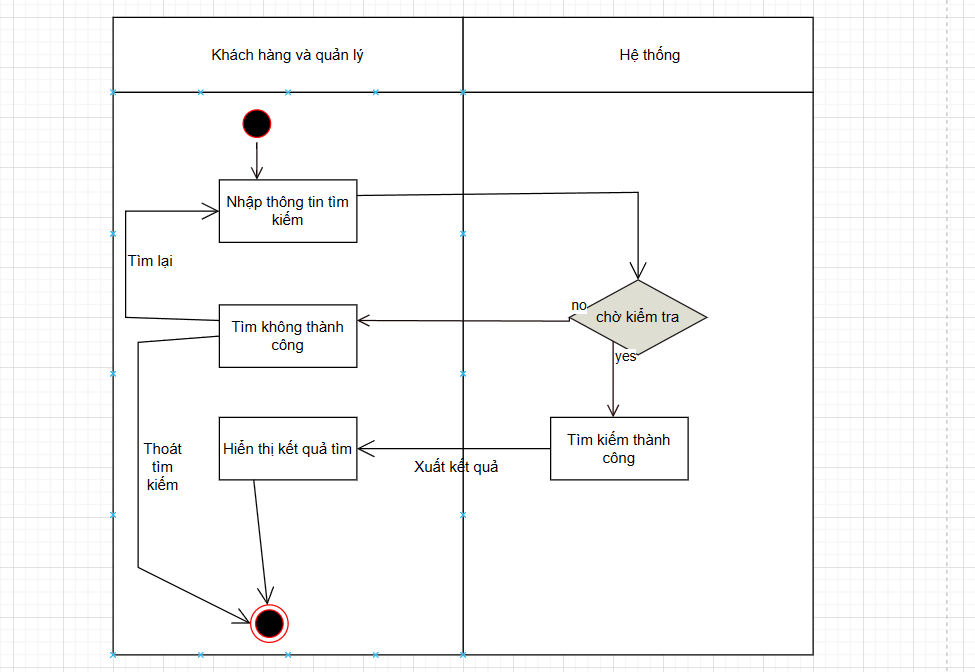 Khách hàng và quản lý
Hệ thống
Nhập thông tin tìm
kiếm
Tìm lại
no
chờ kiểm tra
Tìm không thành
công
yes
Thoát
tìm
kiếm
Hiển thị kết quả tìm
Xuất kết quả
Tìm kiếm thành
công